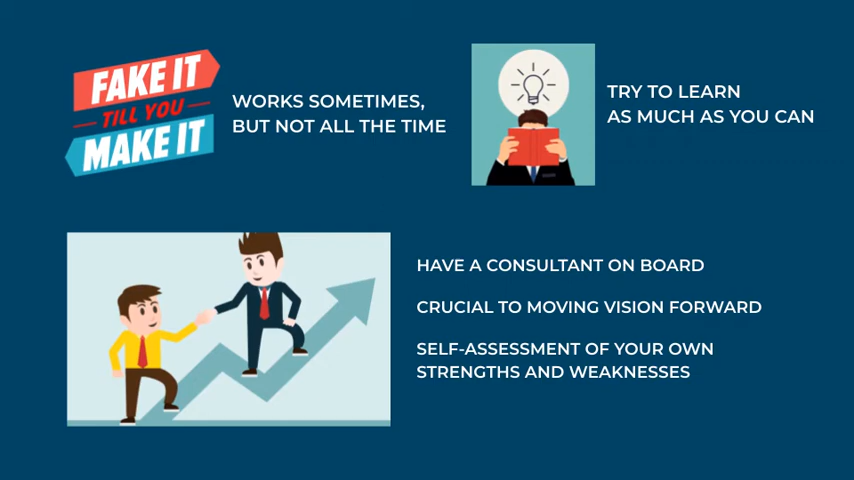 FAKE IT
TILL YOU
MAKE IT
WORKS SOMETIMES,
BUT NOT ALL THE TIME
TRY TO LEARN
AS MUCH AS YOU CAN
HAVE A CONSULTANT ON BOARD
CRUCIAL TO MOVING VISION FORWARD
SELF-ASSESSMENT OF YOUR OWN
STRENGTHS AND WEAKNESSES